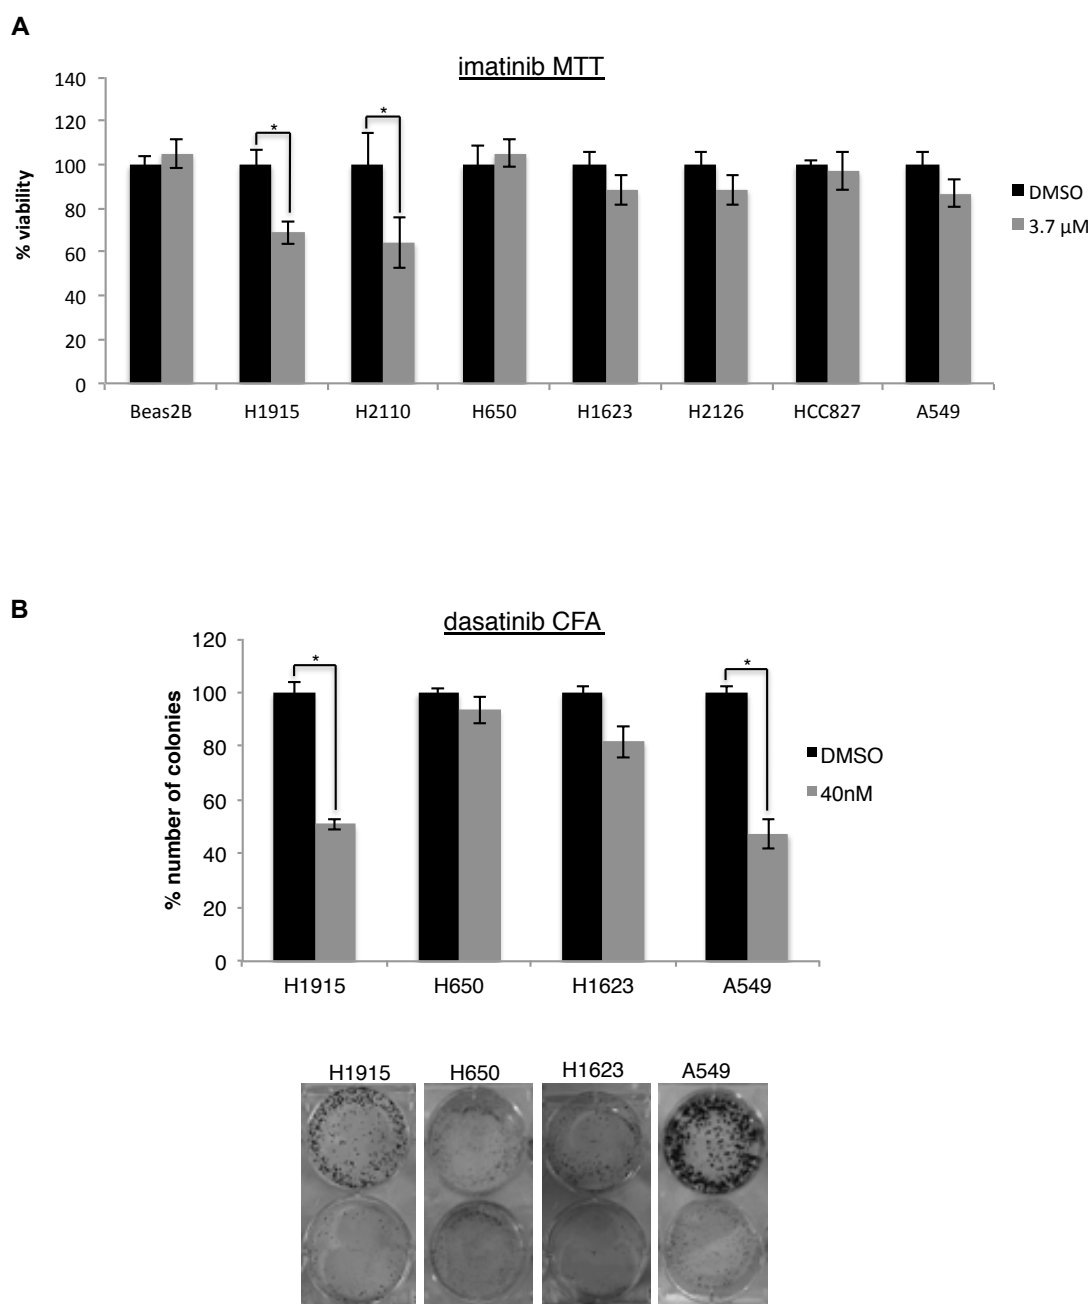 A
imatinib MTT
140
120
100
80
60
40
20
0
% viability
*
*
DMSO
3.7 µM
Beas2B H1915 H2110 H650 H1623 H2126 HCC827 A549
B
dasatinib CFA
120
100
80
60
40
20
0
% number of colonies
*
*
DMSO
40nM
H1915 H650 H1623 A549
H1915 H650 H1623 A549